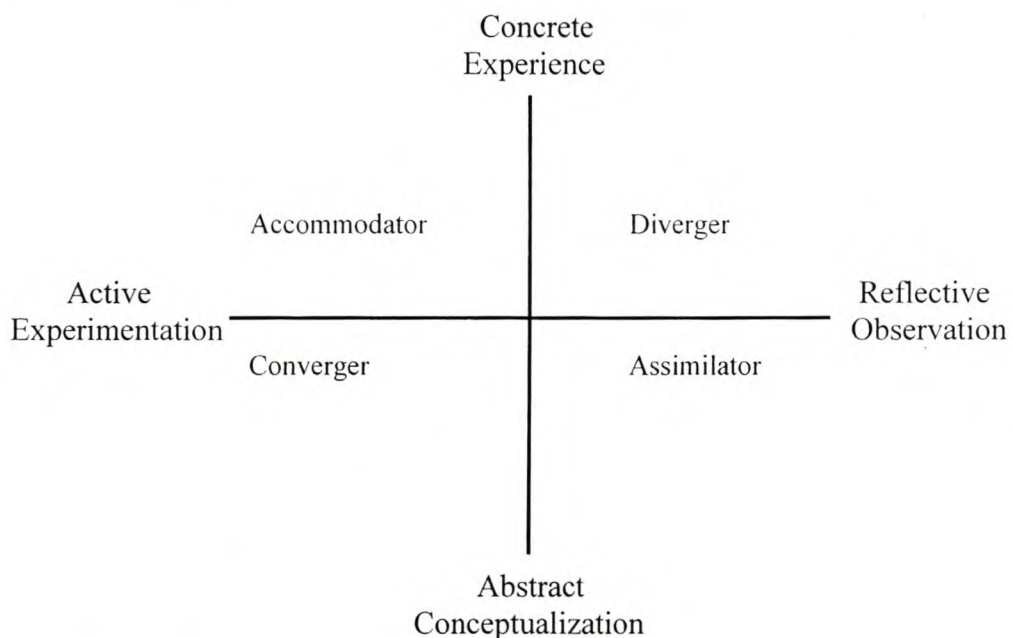 Concrete
Experience
Accommodator
Diverger
Active
Experimentation
Reflective
Observation
Converger
Assimilator
Abstract
Conceptualization